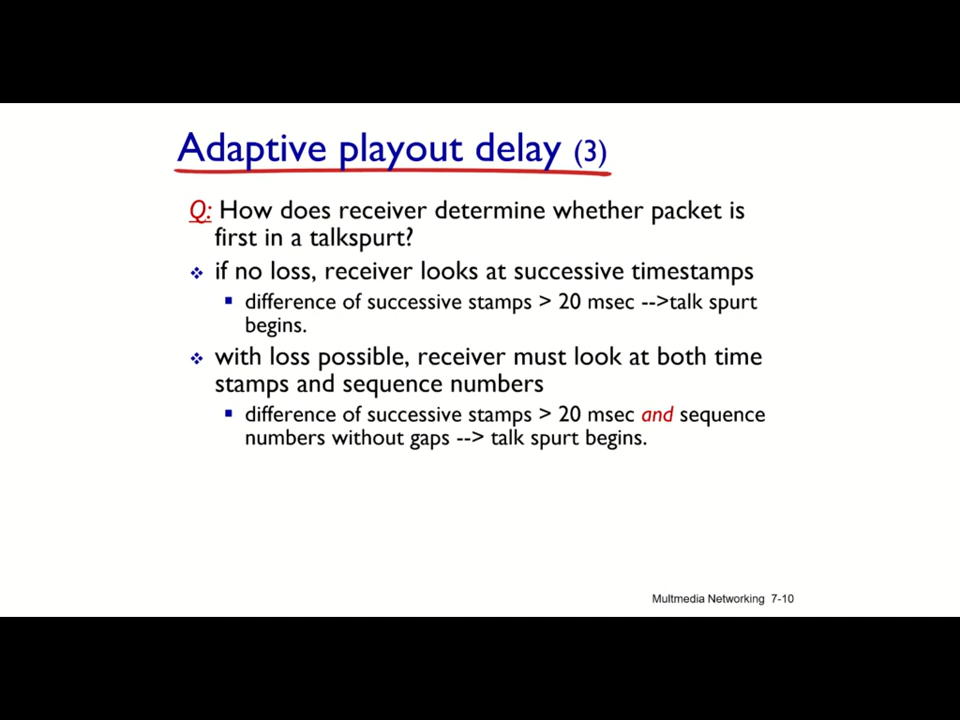 Adaptive playout delay (3)
Q: How does receiver determine whether packet is
first in a talkspurt?
❖ if no loss, receiver looks at successive timestamps
▪ difference of successive stamps > 20 msec -->talk spurt
begins.
❖ with loss possible, receiver must look at both time
stamps and sequence numbers
▪ difference of successive stamps > 20 msec and sequence
numbers without gaps --> talk spurt begins.
Multmedia Networking 7-10